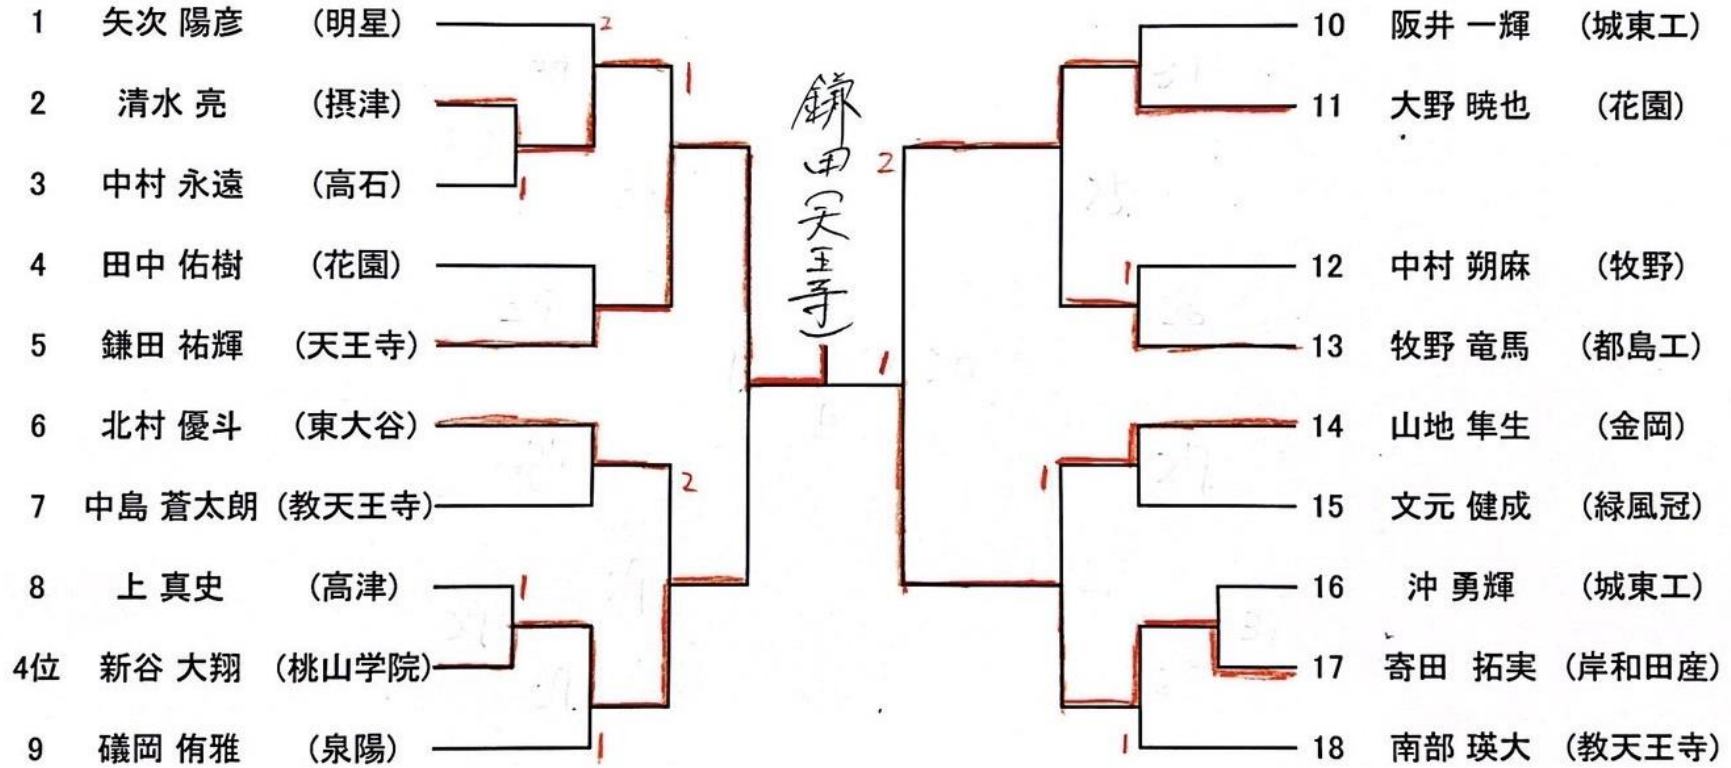 1 矢次 陽彦 (明星)
2
1
2 清水 亮 (摂津)
3 中村 永遠 (高石)
1
4 田中 佑樹 (花園)
5 鎌田 祐輝 (天王寺)
6 北村 優斗 (東大谷)
2
7 中島 蒼太朗 (教天王寺)
8 上 真史 (高津)
1
4位 新谷 大翔 (桃山学院)
9 礒岡 侑雅 (泉陽)
1
鎌田(天王寺)
10 阪井 一輝 (城東工)
11 大野 暁也 (花園)
2
12 中村 朔麻 (牧野)
1
13 牧野 竜馬 (都島工)
1
14 山地 隼生 (金岡)
1
15 文元 健成 (緑風冠)
16 沖 勇輝 (城東工)
17 寄田 拓実 (岸和田産)
18 南部 瑛大 (教天王寺)
1